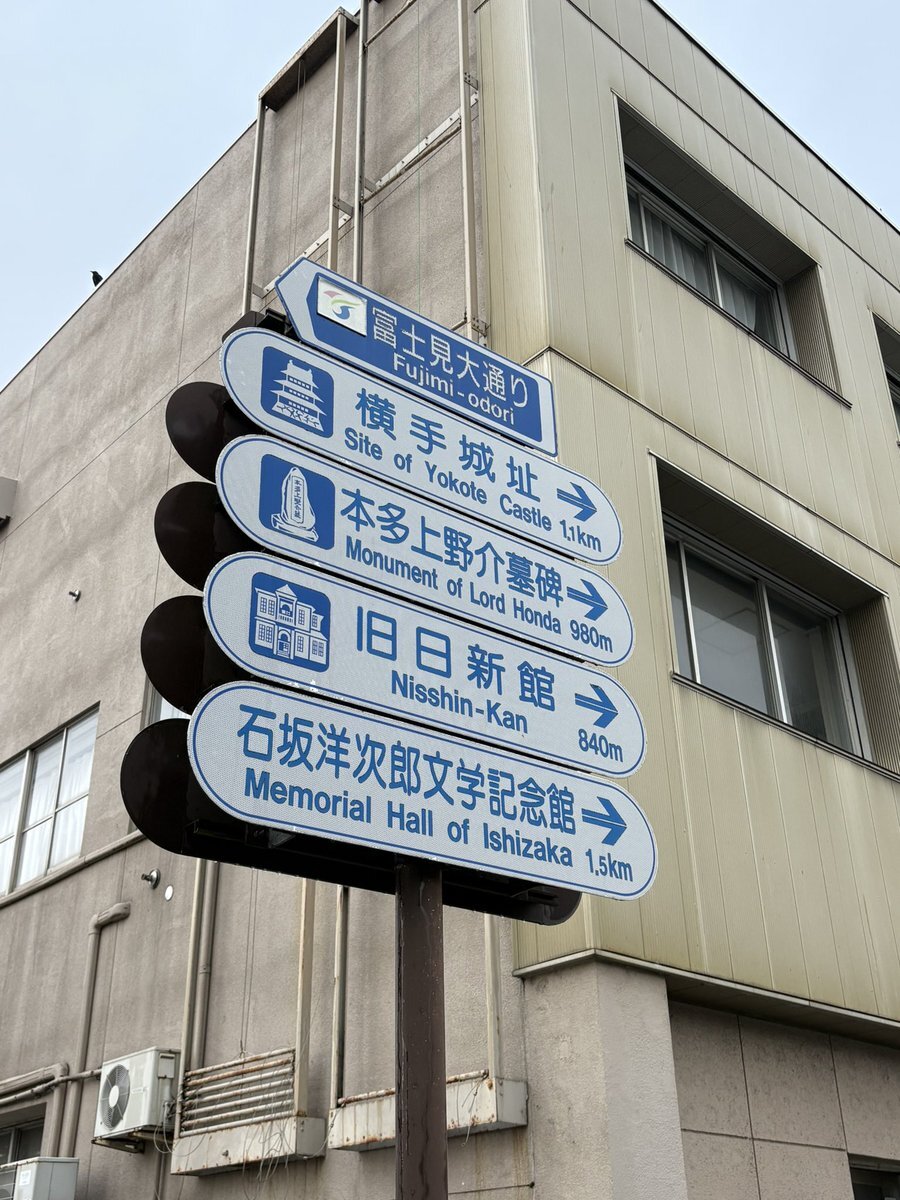 富士見大通り
Fujimi-odori
横手城址
Site of Yokote Castle 1.1km
本多上野介墓碑
Monument of Lord Honda 980m
旧日新館
Nisshin-Kan
840m
石坂洋次郎文学記念館
Memorial Hall of Ishizaka 1.5km